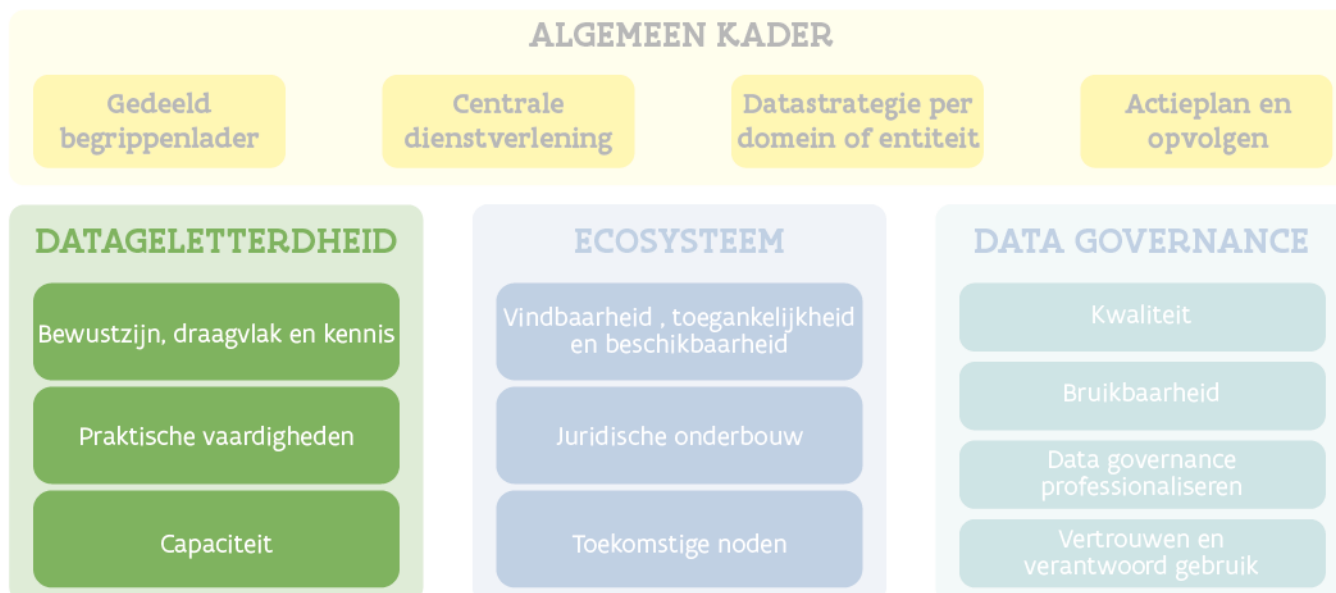 ALGEMEEN KADER
Gedeeld
begrippenlader
Centrale
dienstverlening
Datastrategie per
domein of entiteit
Actieplan en
opvolgen
DATAGELETTERDHEID
Bewustzijn, draagvlak en kennis
Praktische vaardigheden
Capaciteit
ECOSYSTEEM
Vindbaarheid , toegankelijkheid
en beschikbaarheid
Juridische onderbouw
Toekomstige noden
DATA GOVERNANCE
Kwaliteit
Bruikbaarheid
Data governance
professionaliseren
Vertrouwen en
verantwoord gebruik